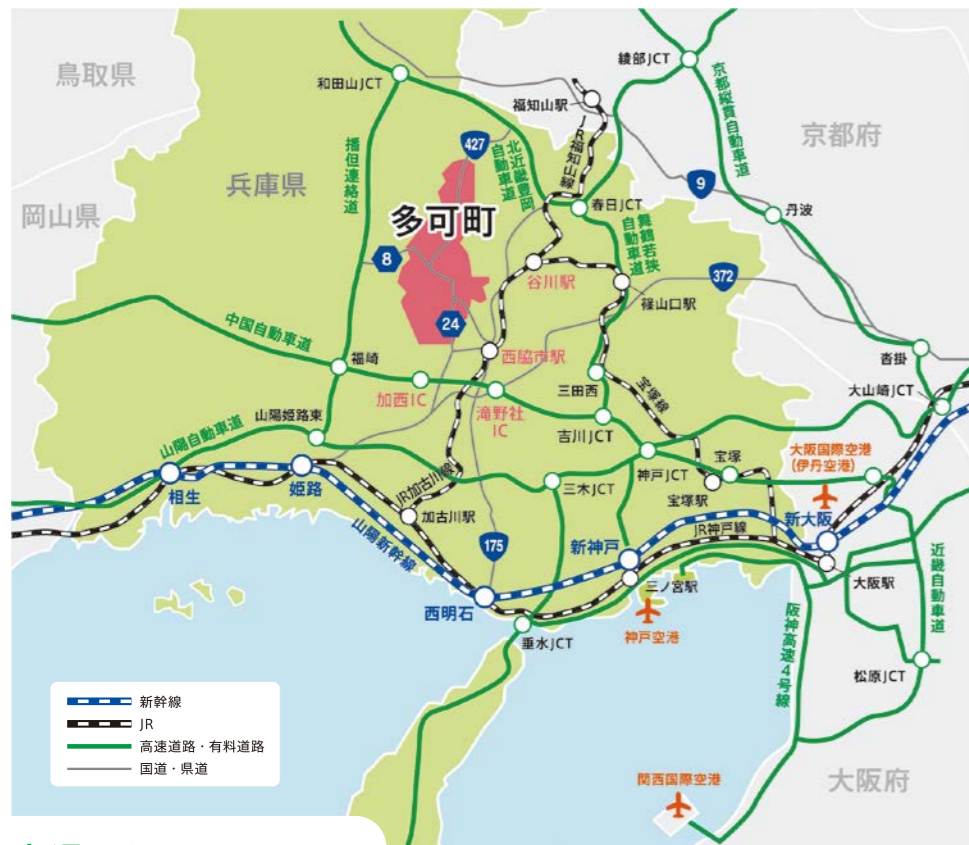 鳥取県
和田山JCT
綾部JCT
福知山駅
京都縦貫自動車道
JR福知山線
京都府
427
北近畿豊岡
自動車道
播但連絡道
兵庫県
9
岡山県
多可町
春日JCT
丹波
舞鶴若狭
自動車道
8
谷川駅
372
篠山口駅
24
中国自動車道
福崎
西脇市駅
沓掛
加西IC
滝野社
IC
三田西
宝塚線
大山崎JCT
山陽姫路東
吉川JCT
山陽自動車道
大阪国際空港
(伊丹空港)
神戸JCT
宝塚
相生
姫路
JR加古川線
三木JCT
宝塚駅
加古川駅
新大阪
JR神戸線
山陽新幹線
175
新神戸
大阪駅
近畿自動車道
三ノ宮駅
西明石
神戸空港
垂水JCT
阪神高速4号線
松原JCT
新幹線
JR
高速道路・有料道路
国道・県道
関西国際空港
大阪府